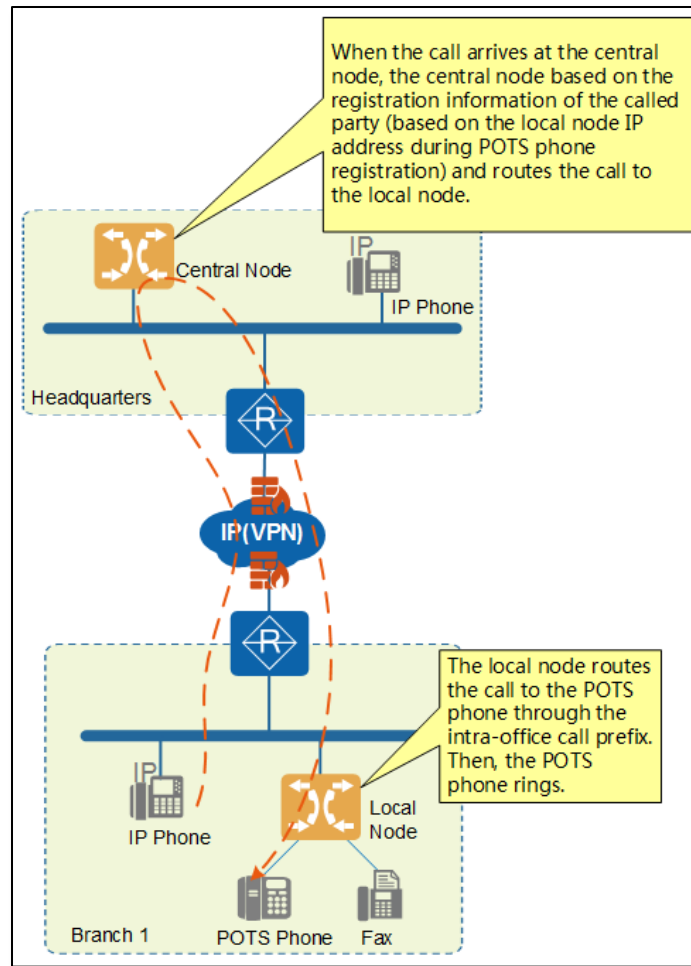 When the call arrives at the central
node, the central node based on the
registration information of the called
party (based on the local node IP
address during POTS phone
registration) and routes the call to
the local node.
IP
Central Node
IP Phone
Headquarters
R
IP(VPN)
R
The local node routes
the call to the POTS
phone through the
intra-office call prefix.
Then, the POTS
phone rings.
IP
IP Phone
Local
Node
Branch 1
POTS Phone
Fax